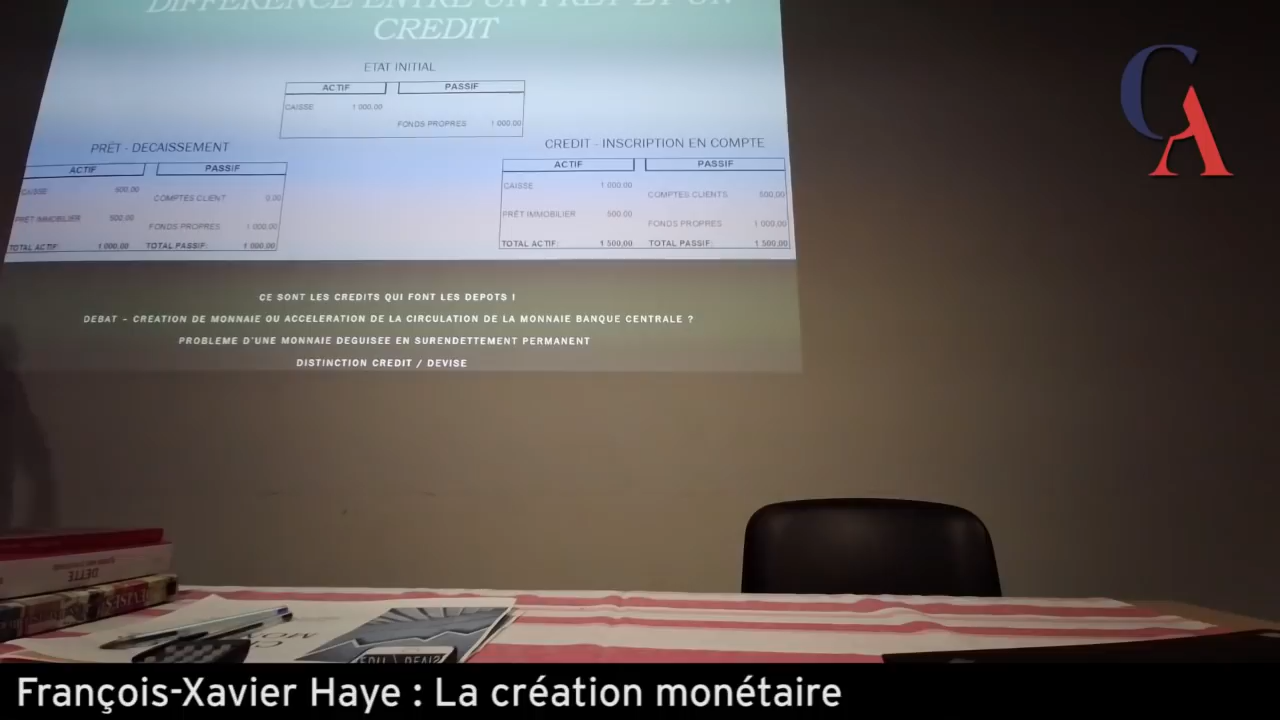 DIFFERENCE ENTRE UN PRET ET UN
CREDIT
ETAT INITIAL
ACTIF PASSIF
CAISSE 1 000,00
FONDS PROPRES 1 000,00
PRÊT - DECAISSEMENT
ACTIF PASSIF
CAISSE 500,00
COMPTES CLIENT 0,00
PRÊT IMMOBILIER 500,00
FONDS PROPRES 1 000,00
TOTAL ACTIF: 1 000,00 TOTAL PASSIF: 1 000,00
CREDIT - INSCRIPTION EN COMPTE
ACTIF PASSIF
CAISSE 1 000,00
COMPTES CLIENTS 500,00
PRÊT IMMOBILIER 500,00
FONDS PROPRES 1 000,00
TOTAL ACTIF: 1 500,00 TOTAL PASSIF: 1 500,00
CE SONT LES CREDITS QUI FONT LES DEPOTS !
DEBAT – CREATION DE MONNAIE OU ACCELERATION DE LA CIRCULATION DE LA MONNAIE BANQUE CENTRALE ?
PROBLEME D'UNE MONNAIE DEGUISEE EN SURENDETTEMENT PERMANENT
DISTINCTION CREDIT / DEVISE
CA
DETTE
François-Xavier Haye : La création monétaire